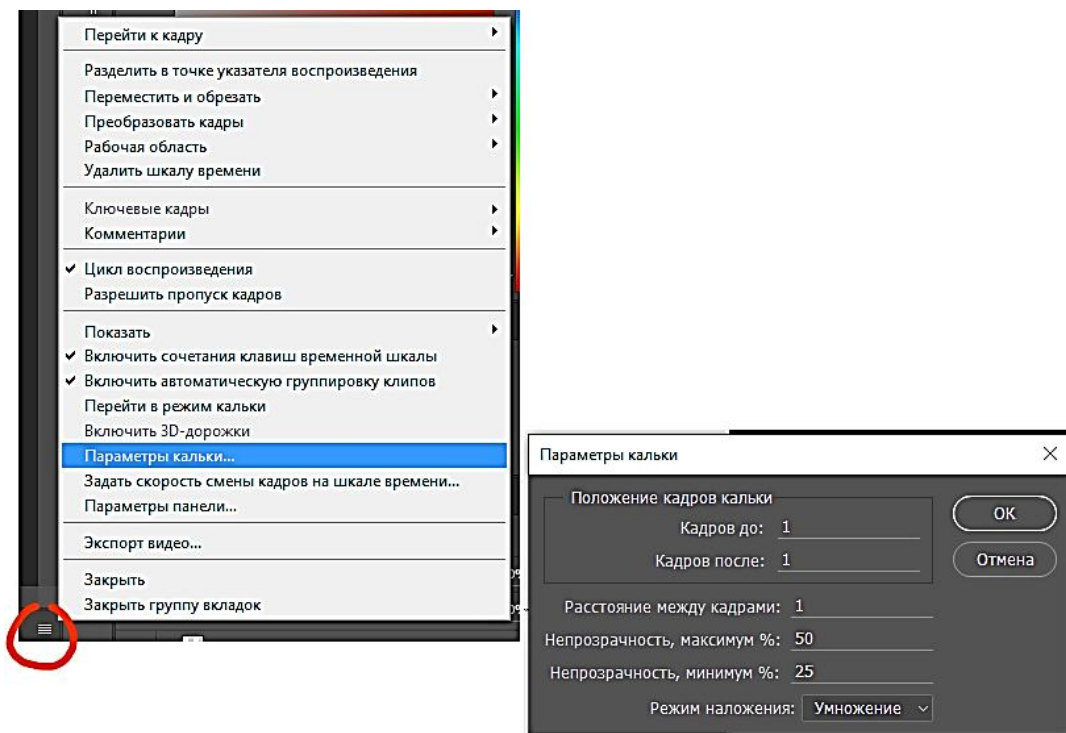 Перейти к кадру
Разделить в точке указателя воспроизведения
Переместить и обрезать
Преобразовать кадры
Рабочая область
Удалить шкалу времени
Ключевые кадры
Комментарии
Цикл воспроизведения
Разрешить пропуск кадров
Показать
Включить сочетания клавиш временной шкалы
Включить автоматическую группировку клипов
Перейти в режим кальки
Включить 3D-дорожки
Параметры кальки...
Задать скорость смены кадров на шкале времени...
Параметры панели...
Экспорт видео...
Закрыть
Закрыть группу вкладок
Параметры кальки
Положение кадров кальки
Кадров до: 1
Кадров после: 1
ОК
Отмена
Расстояние между кадрами: 1
Непрозрачность, максимум %: 50
Непрозрачность, минимум %: 25
Режим наложения: Умножение